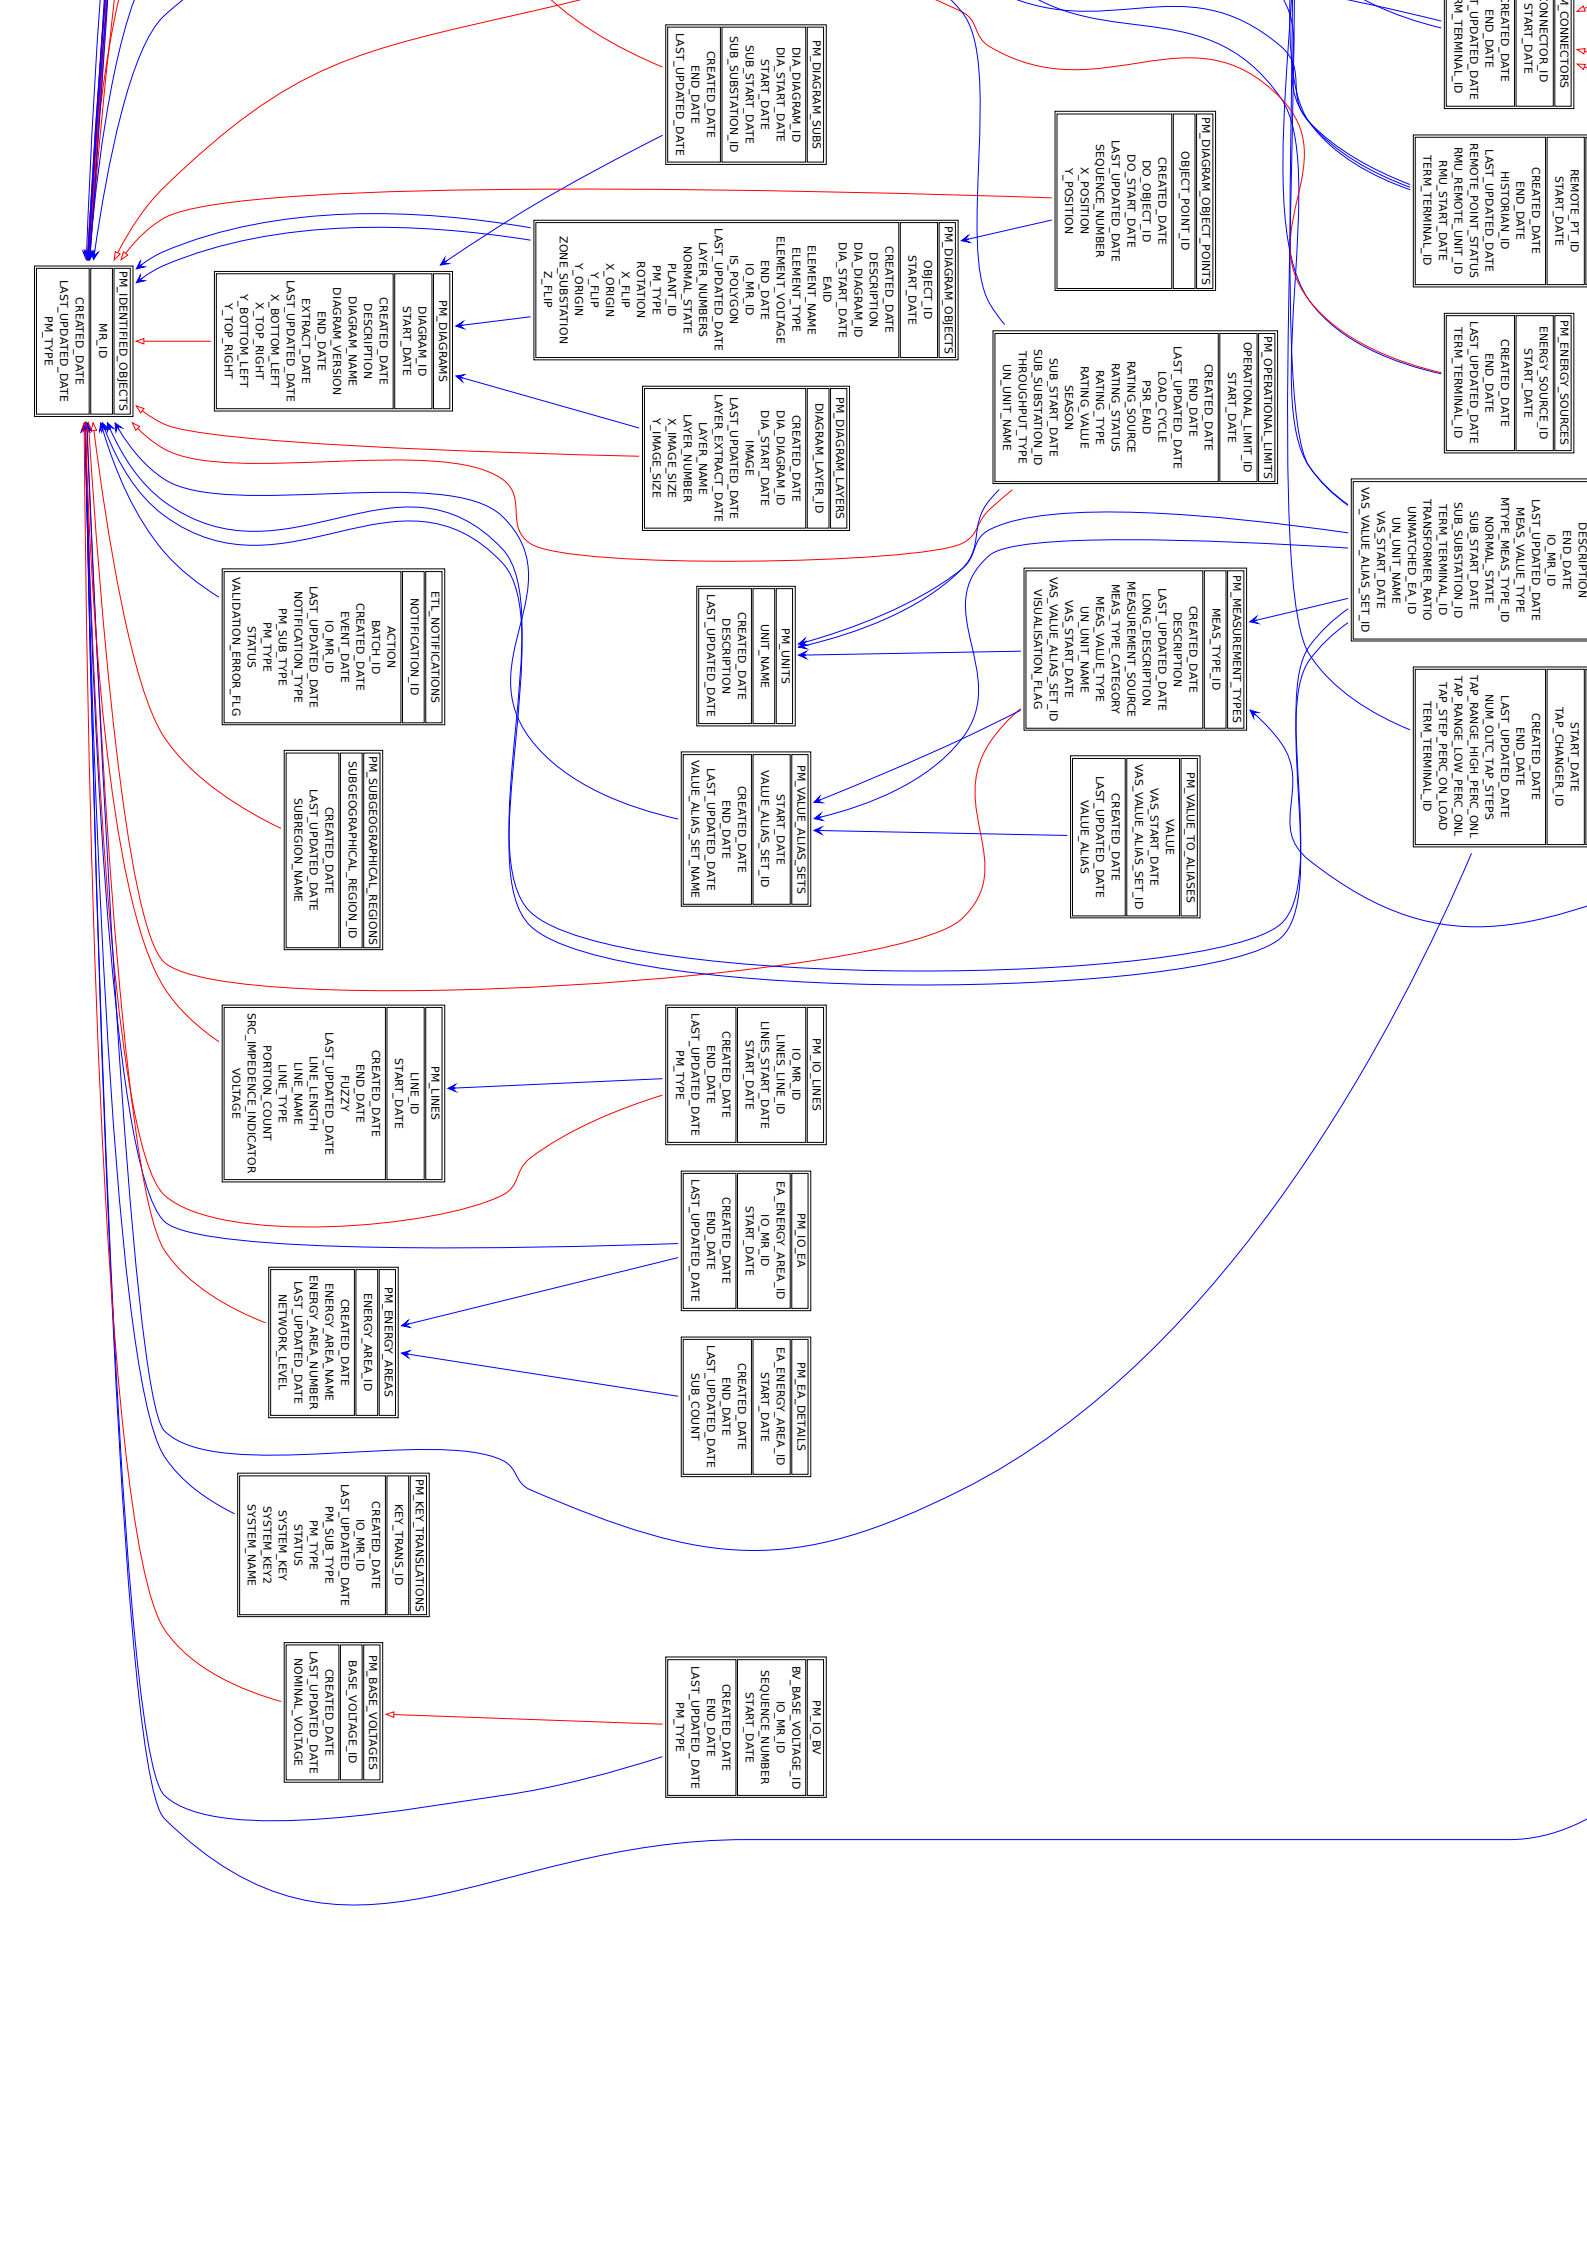 PM_DIAGRAM_SUBS
DIA_DIAGRAM_ID
DIA_START_DATE
START_DATE
SUB_START_DATE
SUB_SUBSTATION_ID
CREATED_DATE
END_DATE
LAST_UPDATED_DATE
M_CONNECTORS
CONNECTOR_ID
START_DATE
CREATED_DATE
END_DATE
ST_UPDATED_DATE
RM_TERMINAL_ID
PM_DIAGRAM_OBJECT_POINTS
OBJECT_POINT_ID
CREATED_DATE
DO_OBJECT_ID
DO_START_DATE
LAST_UPDATED_DATE
SEQUENCE_NUMBER
X_POSITION
Y_POSITION
REMOTE_PT_ID
START_DATE
CREATED_DATE
END_DATE
HISTORIAN_ID
LAST_UPDATED_DATE
REMOTE_POINT_STATUS
RMU_REMOTE_UNIT_ID
RMU_START_DATE
TERM_TERMINAL_ID
PM_IDENTIFIED_OBJECTS
MR_ID
CREATED_DATE
LAST_UPDATED_DATE
PM_TYPE
PM_DIAGRAMS
DIAGRAM_ID
START_DATE
CREATED_DATE
DESCRIPTION
DIAGRAM_NAME
DIAGRAM_VERSION
END_DATE
EXTRACT_DATE
LAST_UPDATED_DATE
X_BOTTOM_LEFT
X_TOP_RIGHT
Y_BOTTOM_LEFT
Y_TOP_RIGHT
PM_DIAGRAM_OBJECTS
OBJECT_ID
START_DATE
CREATED_DATE
DESCRIPTION
DIA_DIAGRAM_ID
DIA_START_DATE
EAID
ELEMENT_NAME
ELEMENT_TYPE
ELEMENT_VOLTAGE
END_DATE
IO_MR_ID
IS_POLYGON
LAST_UPDATED_DATE
LAYER_NUMBERS
NORMAL_STATE
PLANT_ID
PM_TYPE
ROTATION
X_FLIP
X_ORIGIN
Y_FLIP
Y_ORIGIN
ZONE_SUBSTATION
Z_FLIP
PM_OPERATIONAL_LIMITS
OPERATIONAL_LIMIT_ID
START_DATE
CREATED_DATE
END_DATE
LAST_UPDATED_DATE
LOAD_CYCLE
PSR_EAID
RATING_SOURCE
RATING_STATUS
RATING_TYPE
RATING_VALUE
SEASON
SUB_START_DATE
SUB_SUBSTATION_ID
THROUGHPUT_TYPE
UN_UNIT_NAME
PM_ENERGY_SOURCES
ENERGY_SOURCE_ID
START_DATE
CREATED_DATE
END_DATE
LAST_UPDATED_DATE
TERM_TERMINAL_ID
PM_DIAGRAM_LAYERS
DIAGRAM_LAYER_ID
CREATED_DATE
DIA_DIAGRAM_ID
DIA_START_DATE
IMAGE
LAST_UPDATED_DATE
LAYER_EXTRACT_DATE
LAYER_NAME
LAYER_NUMBER
X_IMAGE_SIZE
Y_IMAGE_SIZE
DESCRIPTION
END_DATE
IO_MR_ID
LAST_UPDATED_DATE
MEAS_VALUE_TYPE
MTYPE_MEAS_TYPE_ID
NORMAL_STATE
SUB_START_DATE
SUB_SUBSTATION_ID
TERM_TERMINAL_ID
TRANSFORMER_RATIO
UNMATCHED_EA_ID
UN_UNIT_NAME
VAS_START_DATE
VAS_VALUE_ALIAS_SET_ID
ETL_NOTIFICATIONS
NOTIFICATION_ID
ACTION
BATCH_ID
CREATED_DATE
EVENT_DATE
IO_MR_ID
LAST_UPDATED_DATE
NOTIFICATION_TYPE
PM_SUB_TYPE
PM_TYPE
STATUS
VALIDATION_ERROR_FLG
PM_UNITS
UNIT_NAME
CREATED_DATE
DESCRIPTION
LAST_UPDATED_DATE
PM_MEASUREMENT_TYPES
MEAS_TYPE_ID
CREATED_DATE
DESCRIPTION
LAST_UPDATED_DATE
LONG_DESCRIPTION
MEASUREMENT_SOURCE
MEAS_TYPE_CATEGORY
MEAS_VALUE_TYPE
UN_UNIT_NAME
VAS_START_DATE
VAS_VALUE_ALIAS_SET_ID
VISUALISATION_FLAG
START_DATE
TAP_CHANGER_ID
CREATED_DATE
END_DATE
LAST_UPDATED_DATE
NUM_OLTC_TAP_STEPS
TAP_RANGE_HIGH_PERC_ONL
TAP_RANGE_LOW_PERC_ONL
TAP_STEP_PERC_ON_LOAD
TERM_TERMINAL_ID
PM_SUBGEOGRAPHICAL_REGIONS
SUBGEOGRAPHICAL_REGION_ID
CREATED_DATE
LAST_UPDATED_DATE
SUBREGION_NAME
PM_VALUE_ALIAS_SETS
START_DATE
VALUE_ALIAS_SET_ID
CREATED_DATE
END_DATE
LAST_UPDATED_DATE
VALUE_ALIAS_SET_NAME
PM_VALUE_TO_ALIASES
VALUE
VAS_START_DATE
VAS_VALUE_ALIAS_SET_ID
CREATED_DATE
LAST_UPDATED_DATE
VALUE_ALIAS
PM_LINES
LINE_ID
START_DATE
CREATED_DATE
END_DATE
FUZZY
LAST_UPDATED_DATE
LINE_LENGTH
LINE_NAME
LINE_TYPE
PORTION_COUNT
SRC_IMPEDENCE_INDICATOR
VOLTAGE
PM_IO_LINES
IO_MR_ID
LINES_LINE_ID
LINES_START_DATE
START_DATE
CREATED_DATE
END_DATE
LAST_UPDATED_DATE
PM_TYPE
PM_IO_EA
EA_ENERGY_AREA_ID
IO_MR_ID
START_DATE
CREATED_DATE
END_DATE
LAST_UPDATED_DATE
PM_ENERGY_AREAS
ENERGY_AREA_ID
CREATED_DATE
ENERGY_AREA_NAME
ENERGY_AREA_NUMBER
LAST_UPDATED_DATE
NETWORK_LEVEL
PM_EA_DETAILS
EA_ENERGY_AREA_ID
START_DATE
CREATED_DATE
END_DATE
LAST_UPDATED_DATE
SUB_COUNT
PM_KEY_TRANSLATIONS
KEY_TRANS_ID
CREATED_DATE
IO_MR_ID
LAST_UPDATED_DATE
PM_SUB_TYPE
PM_TYPE
STATUS
SYSTEM_KEY
SYSTEM_KEY2
SYSTEM_NAME
PM_BASE_VOLTAGES
BASE_VOLTAGE_ID
CREATED_DATE
LAST_UPDATED_DATE
NOMINAL_VOLTAGE
PM_IO_BV
BV_BASE_VOLTAGE_ID
IO_MR_ID
SEQUENCE_NUMBER
START_DATE
CREATED_DATE
END_DATE
LAST_UPDATED_DATE
PM_TYPE